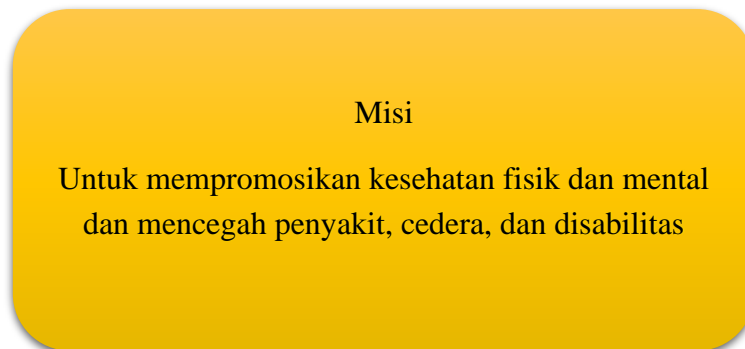 Misi
Untuk mempromosikan kesehatan fisik dan mental
dan mencegah penyakit, cedera, dan disabilitas